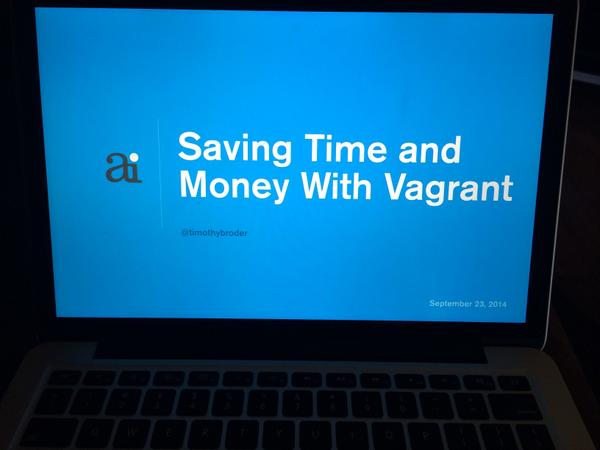 ai
Saving Time and
Money With Vagrant
@timothybroder
September 23, 2014
Q W E R T Y U